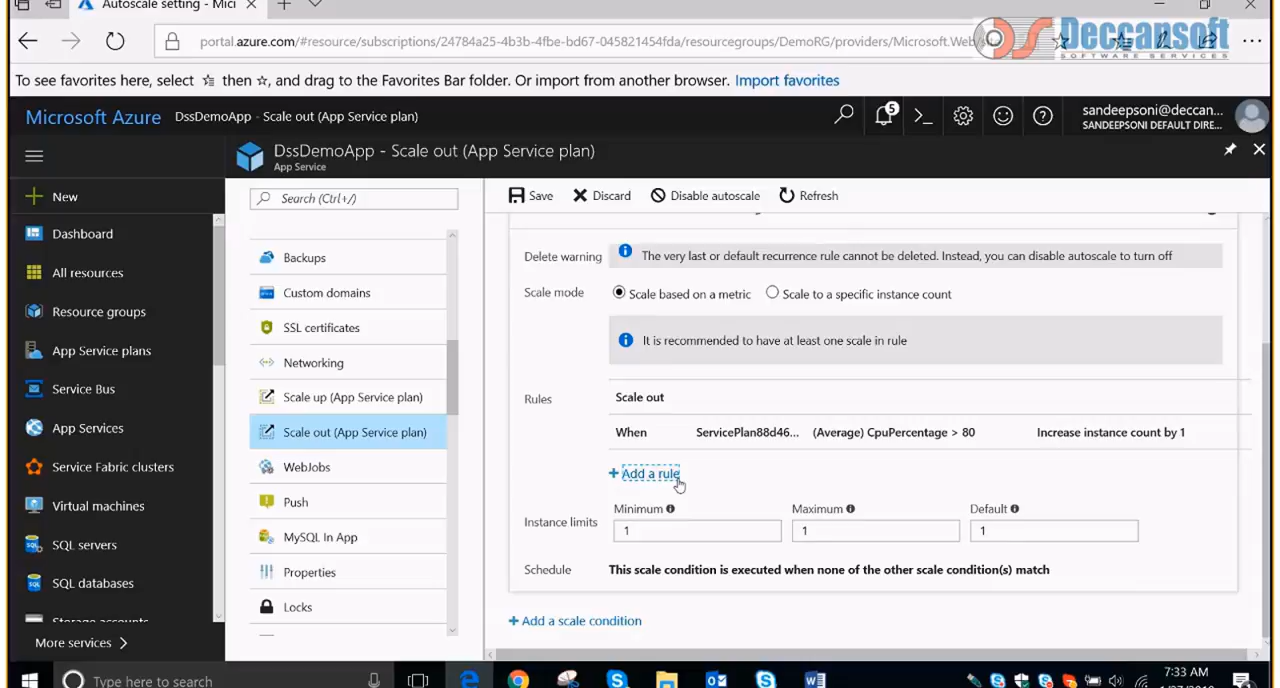 Autoscale setting - Mici
portal.azure.com/#resource/subscriptions/24784a25-4b3b-4fbe-bd67-045821454fda/resourcegroups/DemoRG/providers/Microsoft.Web/
Deccansoft
SOFTWARE SERVICES
To see favorites here, select then ☆, and drag to the Favorites Bar folder. Or import from another browser. Import favorites
Microsoft Azure DssDemoApp - Scale out (App Service plan)
5
sandeepsoni@deccan...
SANDEEPSONI DEFAULT DIRE...
DssDemoApp - Scale out (App Service plan)
App Service
New
Dashboard
All resources
Resource groups
App Service plans
Service Bus
App Services
Service Fabric clusters
Virtual machines
SQL servers
SQL databases
Storage accounts
More services
Search (Ctrl+/)
Backups
Custom domains
SSL certificates
Networking
Scale up (App Service plan)
Scale out (App Service plan)
WebJobs
Push
MySQL In App
Properties
Locks
Save Discard Disable autoscale Refresh
Delete warning The very last or default recurrence rule cannot be deleted. Instead, you can disable autoscale to turn off
Scale mode Scale based on a metric Scale to a specific instance count
It is recommended to have at least one scale in rule
Rules Scale out
When ServicePlan88d46... (Average) CpuPercentage > 80 Increase instance count by 1
+ Add a rule
Instance limits Minimum Maximum Default
1 1 1
Schedule This scale condition is executed when none of the other scale condition(s) match
+ Add a scale condition
Type here to search
7:33 AM